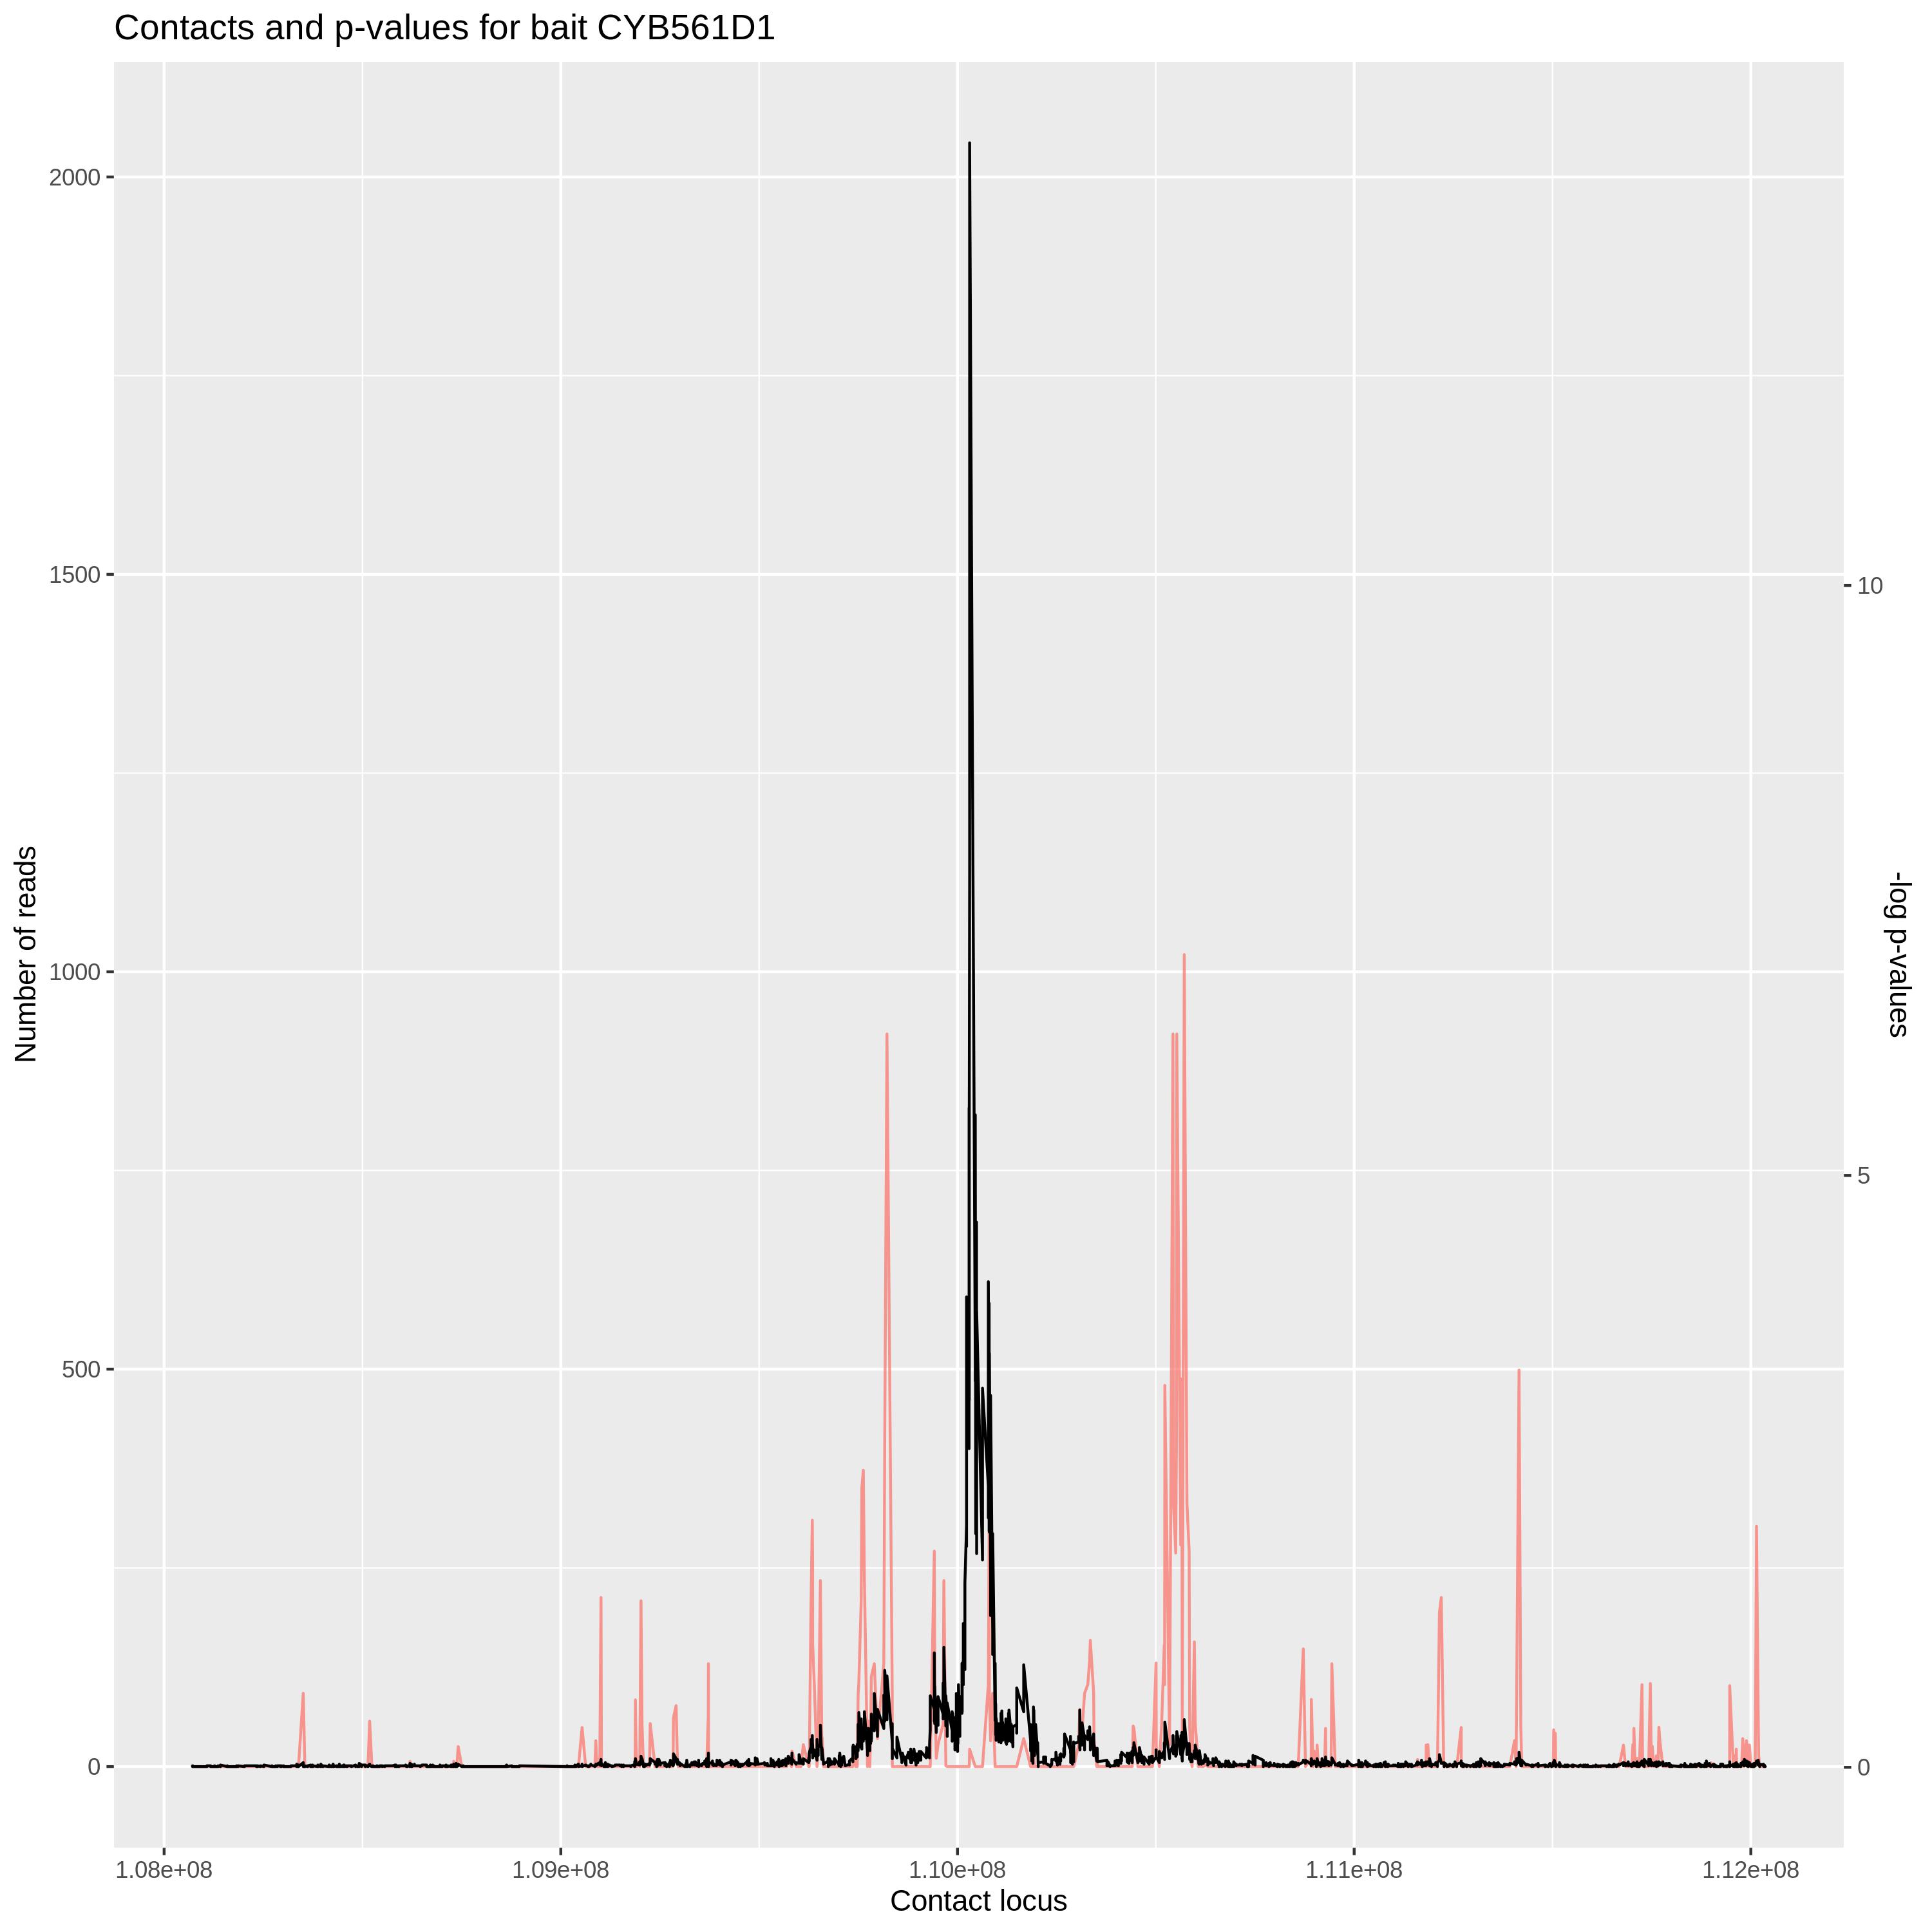 Contacts and p-values for bait CYB561D1
2000
1500
1000
500
0
Number of reads
10
5
0
-log p-values
1.08e+08
1.09e+08
1.10e+08
1.11e+08
1.12e+08
Contact locus